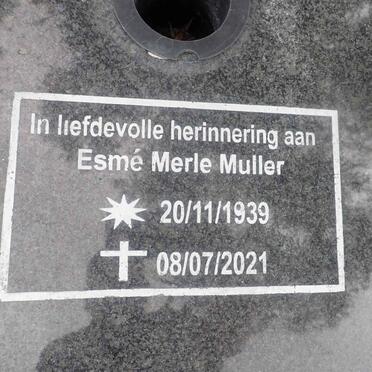 In liefdevolle herinnering aan
Esmé Merle Muller
20/11/1939
08/07/2021